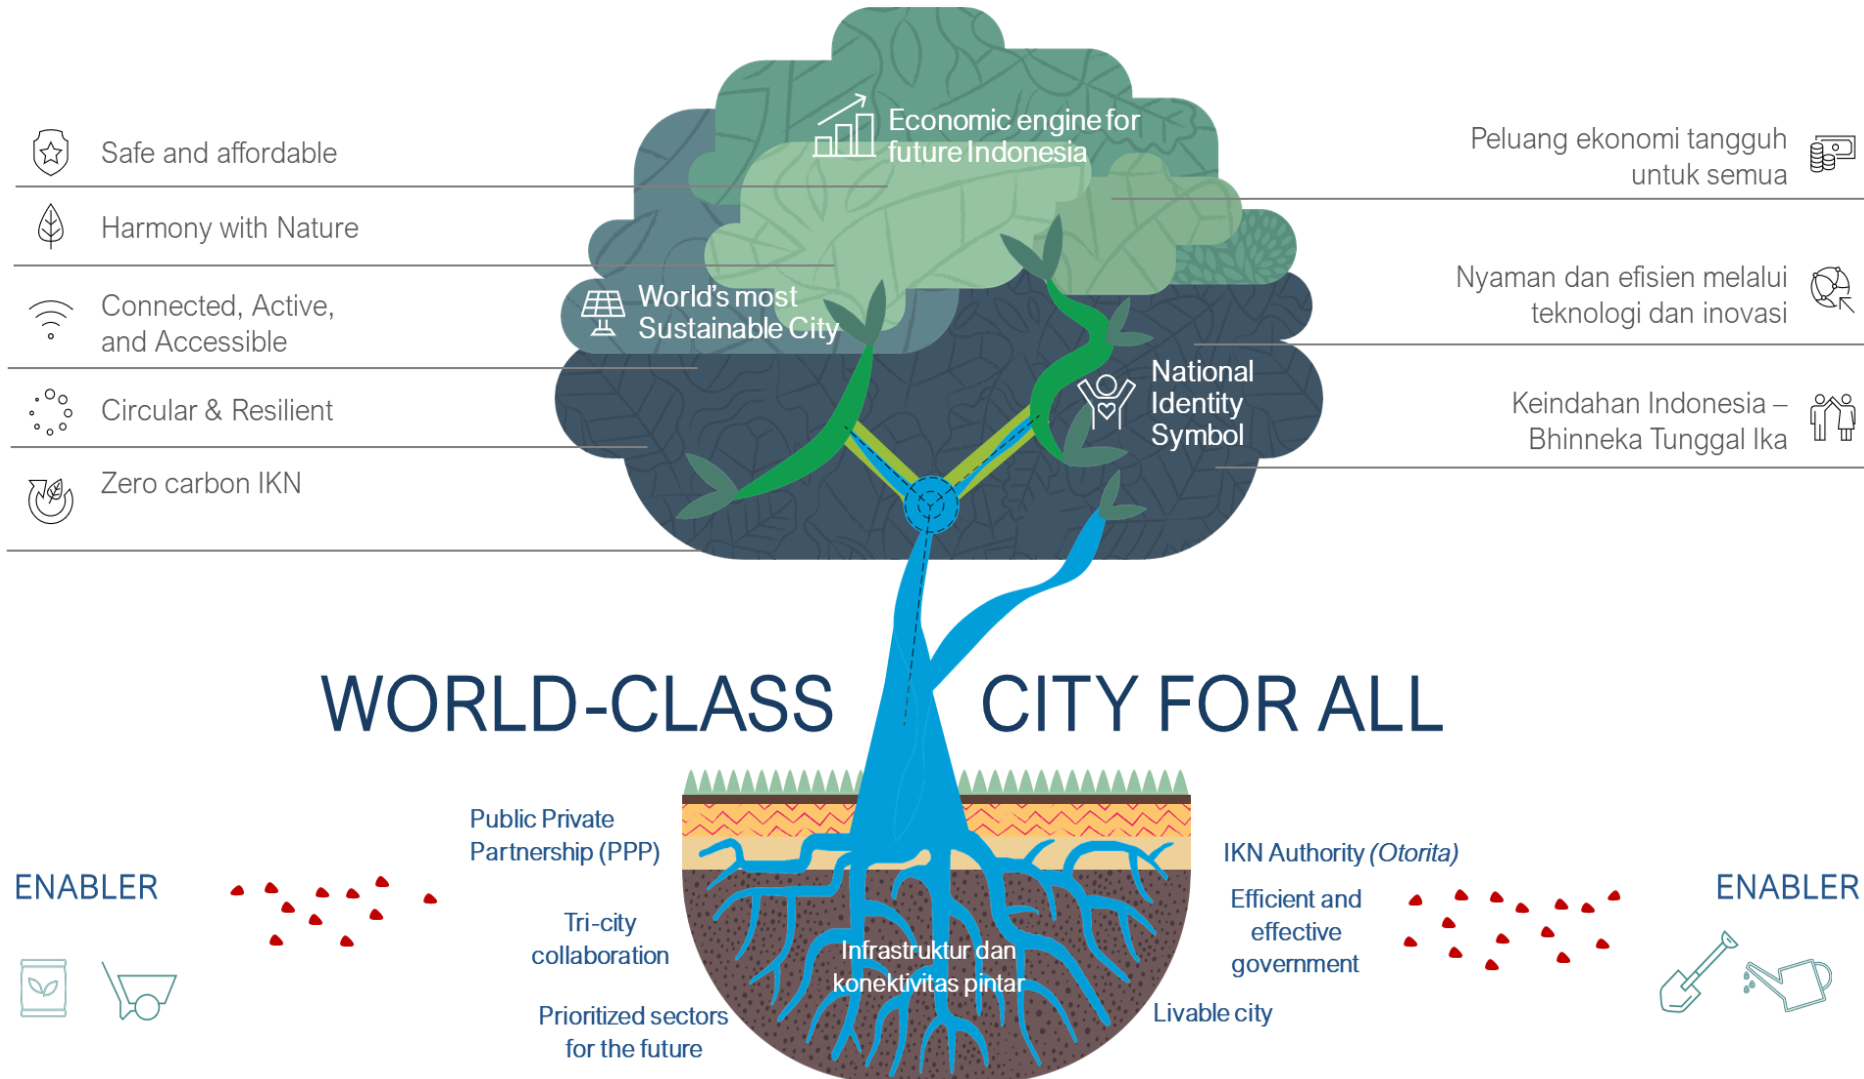 Economic engine for
future Indonesia
Safe and affordable
Harmony with Nature
Connected, Active,
and Accessible
Circular & Resilient
Zero carbon IKN
World's most
Sustainable City
National
Identity
Symbol
Peluang ekonomi tangguh
untuk semua
Nyaman dan efisien melalui
teknologi dan inovasi
Keindahan Indonesia –
Bhinneka Tunggal Ika
WORLD-CLASS CITY FOR ALL
ENABLER
Public Private
Partnership (PPP)
Tri-city
collaboration
Prioritized sectors
for the future
Infrastruktur dan
konektivitas pintar
IKN Authority (Otorita)
Efficient and
effective
government
Livable city
ENABLER